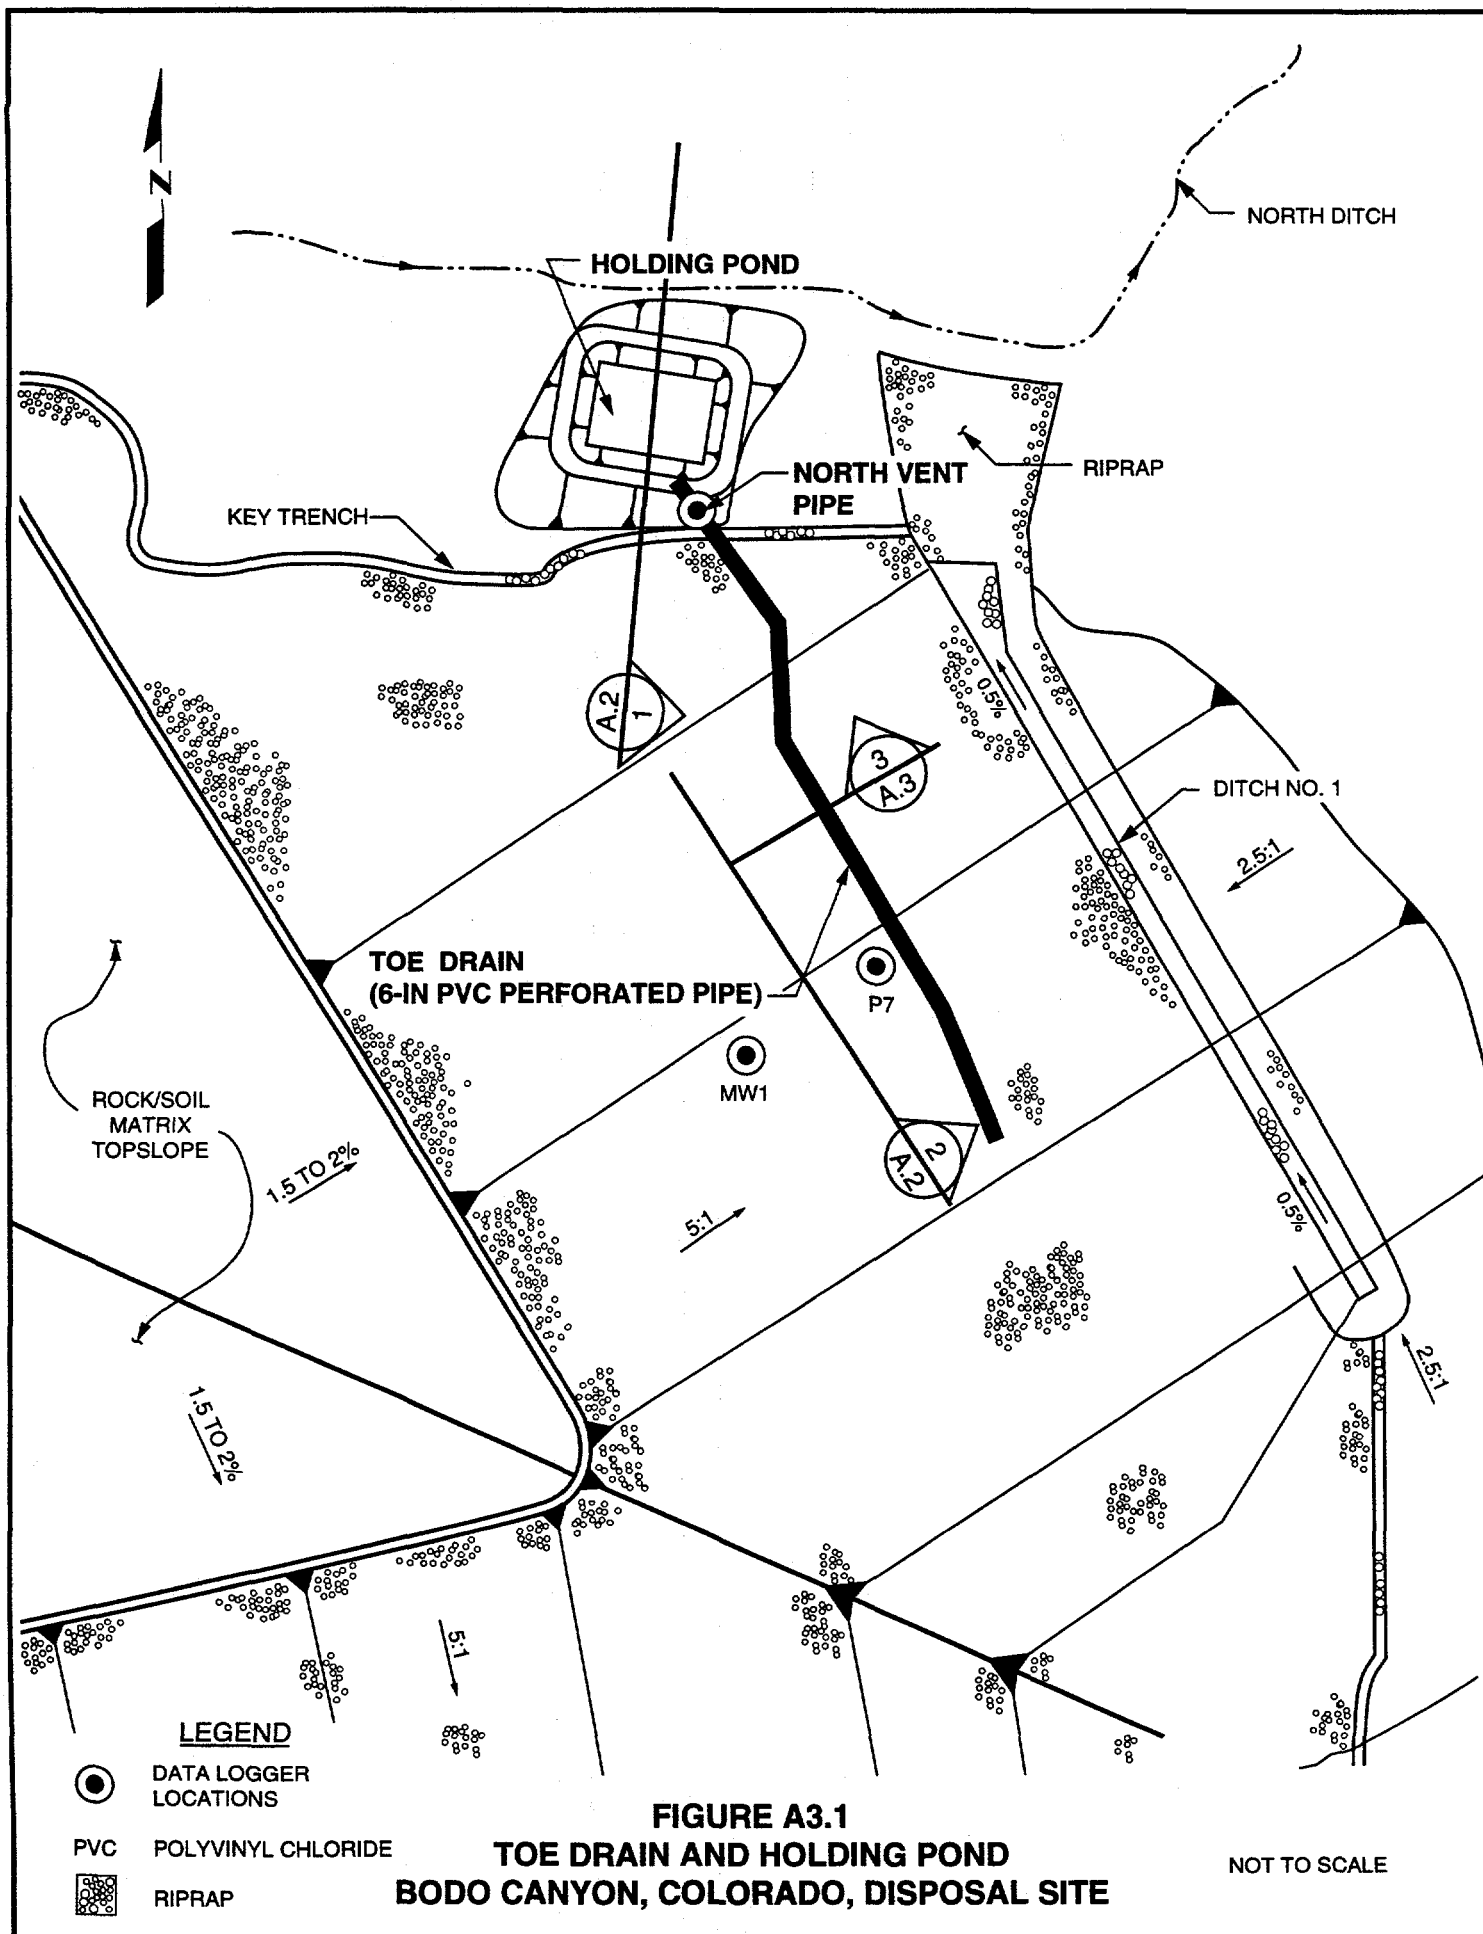 N
NORTH DITCH
HOLDING POND
NORTH VENT
PIPE
RIPRAP
KEY TRENCH
A.2
1
0.5%
3
A.3
DITCH NO. 1
2.5:1
TOE DRAIN
(6-IN PVC PERFORATED PIPE)
P7
MW1
ROCK/SOIL
MATRIX
TOPSLOPE
1.5 TO 2%
2
A.2
5:1
0.5%
2.5:1
1.5 TO 2%
5:1
LEGEND
DATA LOGGER
LOCATIONS
PVC POLYVINYL CHLORIDE
RIPRAP
FIGURE A3.1
TOE DRAIN AND HOLDING POND
BODO CANYON, COLORADO, DISPOSAL SITE
NOT TO SCALE